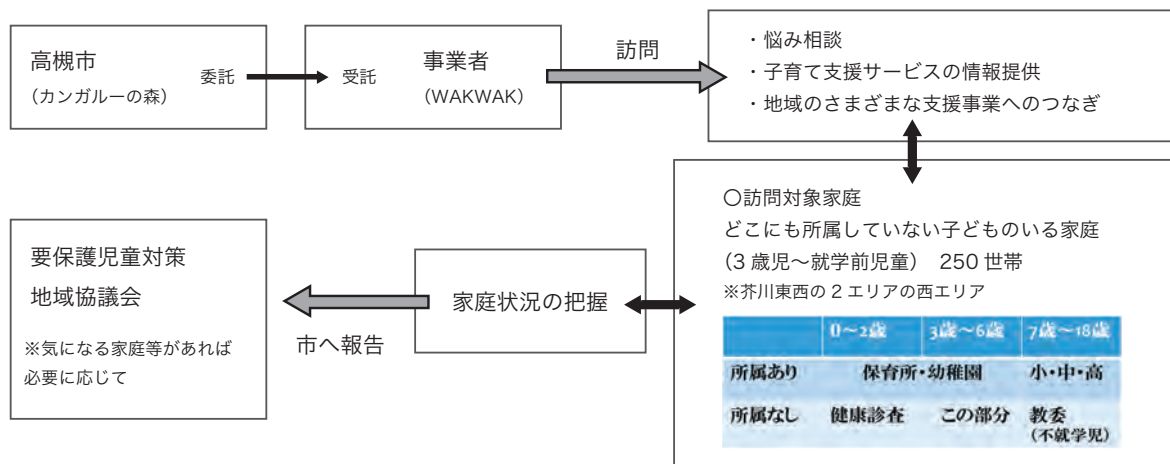 高槻市
(カンガルーの森)
委託
受託
事業者
(WAKWAK)
訪問
・悩み相談
・子育て支援サービスの情報提供
・地域のさまざまな支援事業へのつなぎ
〇訪問対象家庭
どこにも所属していない子どものいる家庭
(3 歳児〜就学前児童) 250 世帯
※芥川東西の 2 エリアの西エリア
0〜2歳 3歳〜6歳 7歳〜18歳
所属あり 保育所・幼稚園 小・中・高
所属なし 健康診査 この部分 教委
(不就学児)
家庭状況の把握
市へ報告
要保護児童対策
地域協議会
※気になる家庭等があれば
必要に応じて